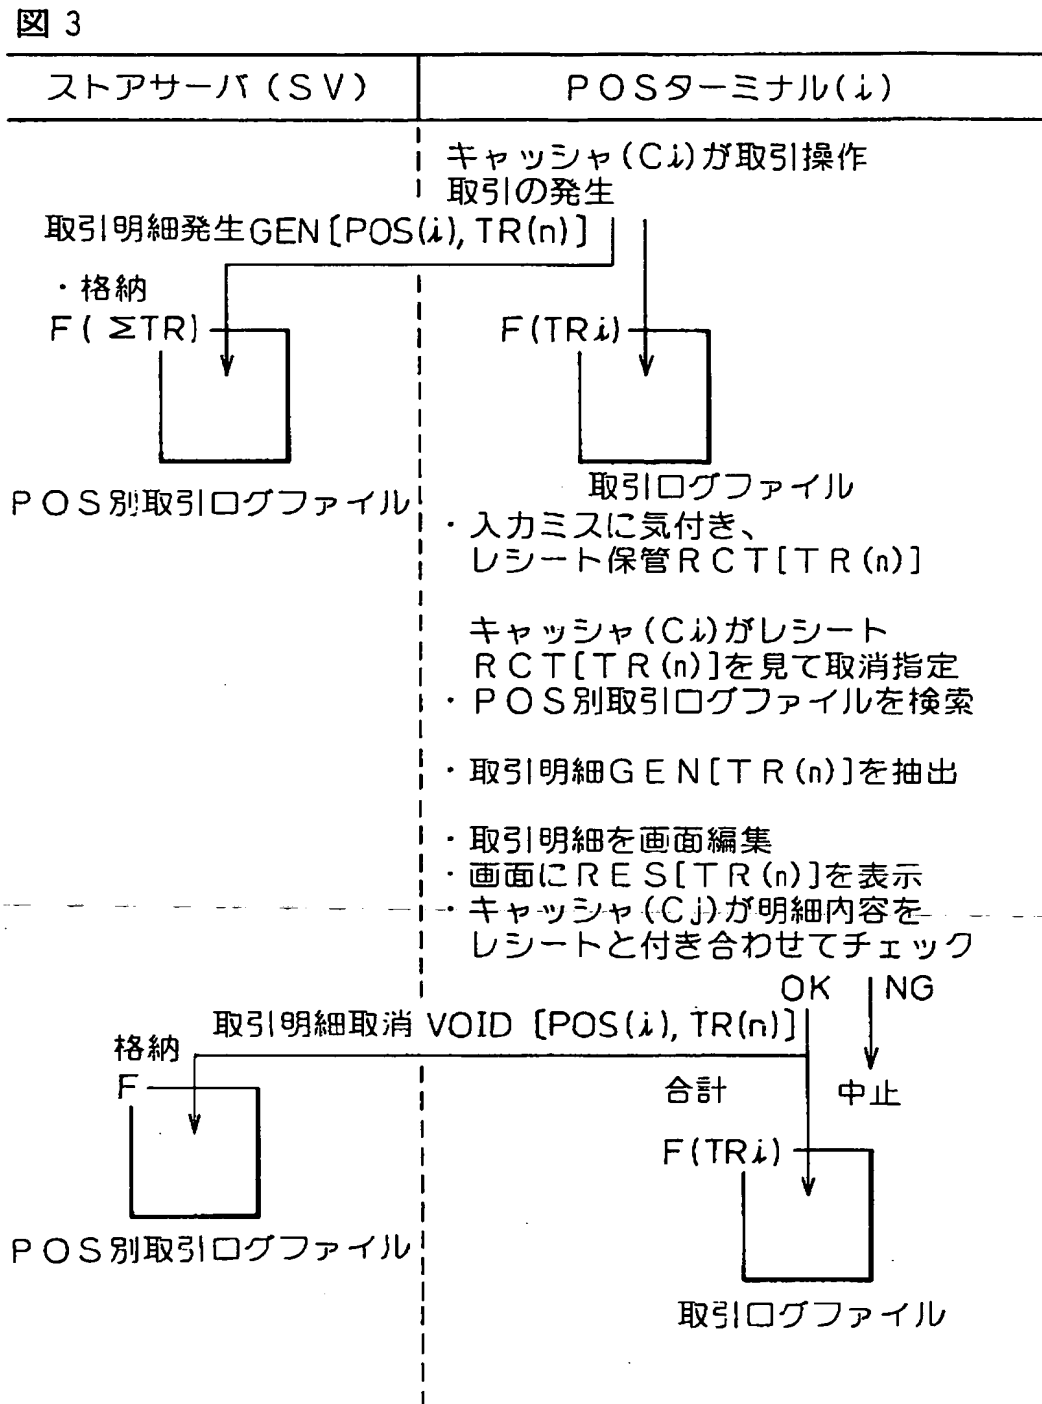 図 3
ストアサーバ(SV)
POSターミナル(i)
キャッシャ(Ci)が取引操作
取引の発生
取引明細発生GEN[POS(i),TR(n)]
・格納
F(ΣTR)
F(TRi)
POS別取引ログファイル
取引ログファイル
・入力ミスに気付き、
レシート保管RCT[TR(n)]
キャッシャ(Ci)がレシート
RCT[TR(n)]を見て取消指定
・POS別取引ログファイルを検索
・取引明細GEN[TR(n)]を抽出
・取引明細を画面編集
・画面にRES[TR(n)]を表示
・キャッシャ(Cj)が明細内容を
レシートと付き合わせてチェック
OK
NG
取引明細取消 VOID [POS(i),TR(n)]
格納
F
合計
中止
F(TRi)
POS別取引ログファイル
取引ログファイル